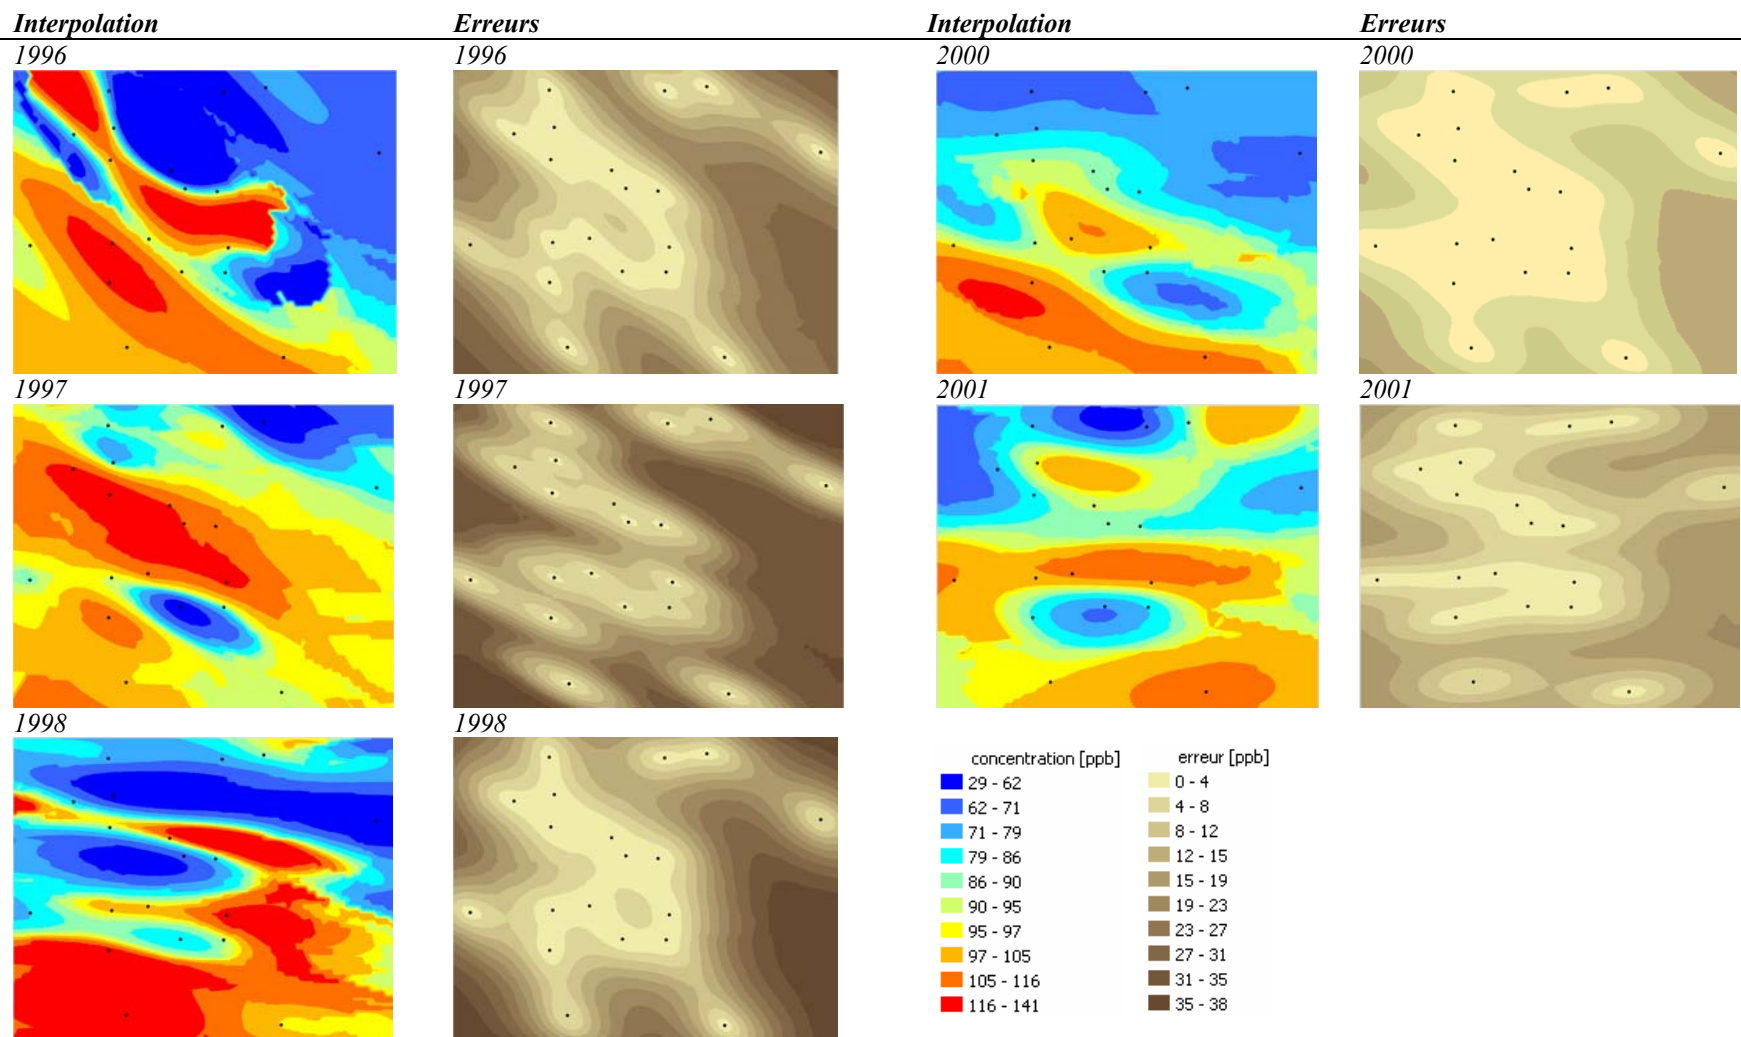 Interpolation Erreurs Interpolation Erreurs
1996 1996 2000 2000
1997 1997 2001 2001
1998 1998
concentration [ppb] erreur [ppb]
29 - 62 0 - 4
62 - 71 4 - 8
71 - 79 8 - 12
79 - 86 12 - 15
86 - 90 15 - 19
90 - 95 19 - 23
95 - 97 23 - 27
97 - 105 27 - 31
105 - 116 31 - 35
116 - 141 35 - 38